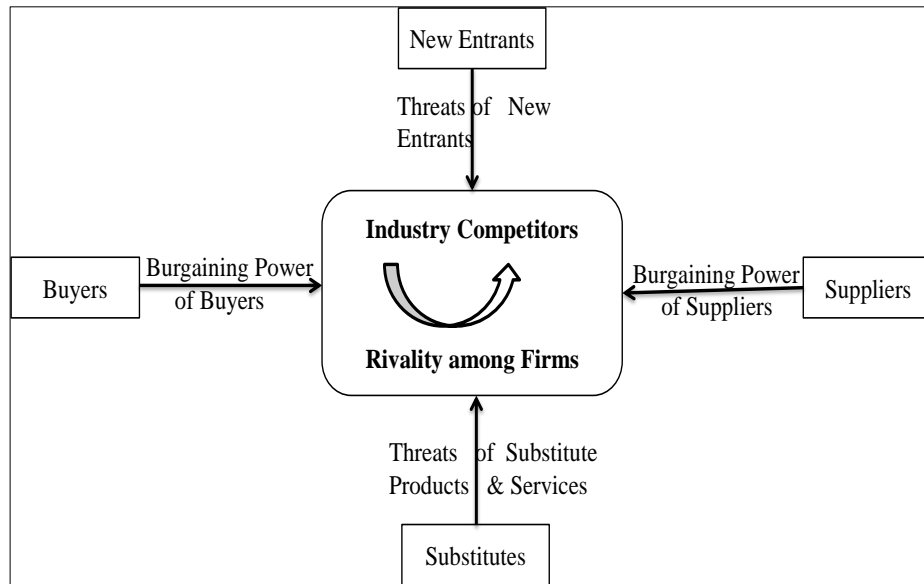 New Entrants
Threats of New
Entrants
Industry Competitors
Buyers
Burgaining Power
of Buyers
Burgaining Power
of Suppliers
Suppliers
Rivality among Firms
Threats of Substitute
Products & Services
Substitutes